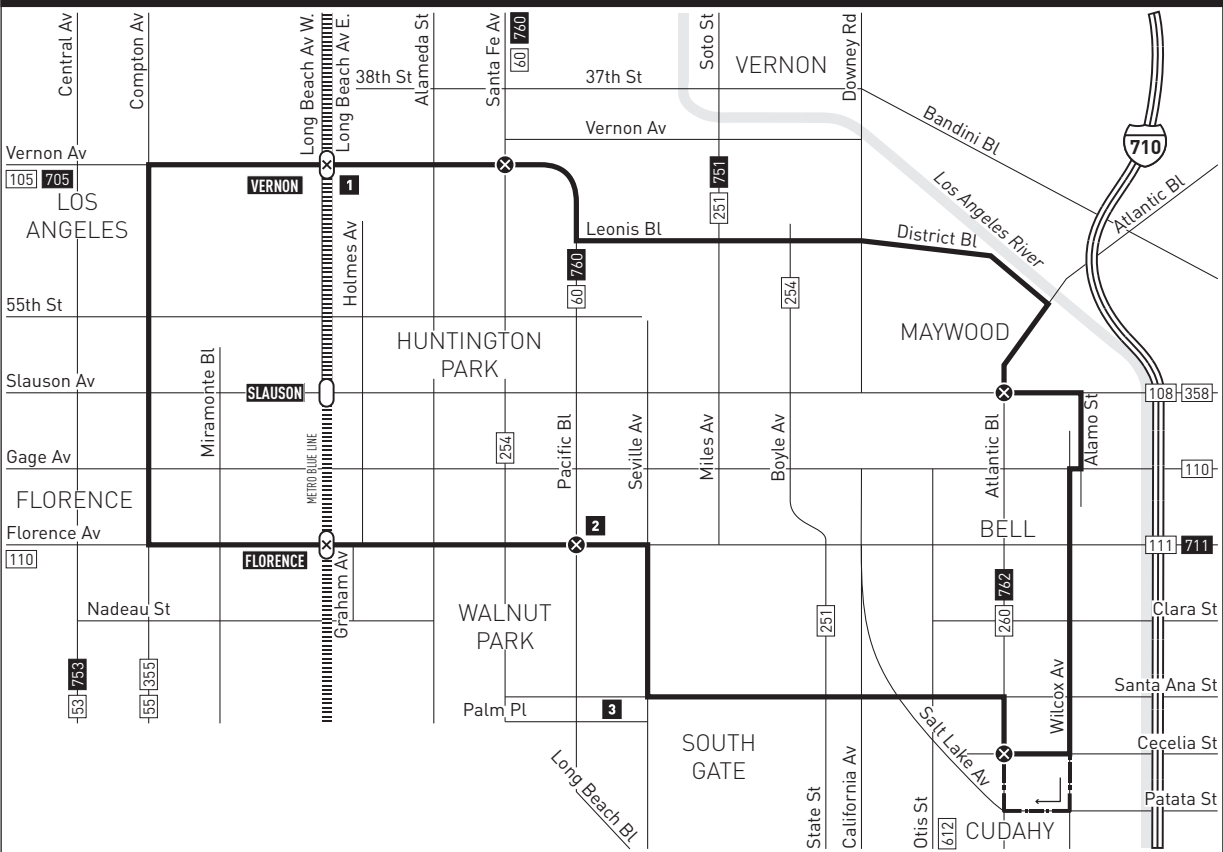 Central Av
Compton Av
Long Beach Av W.
Long Beach Av E.
Alameda St
Santa Fe Av
60 760
Soto St
VERNON
Downey Rd
38th St
37th St
Bandini Bl
Vernon Av
710
Vernon Av
105 705
LOS
ANGELES
VERNON
1
251 751
Los Angeles River
Atlantic Bl
Leonis Bl
District Bl
Holmes Av
60 760
254
55th St
HUNTINGTON
PARK
MAYWOOD
Slauson Av
SLAUSON
Miramonte Bl
108 358
METRO BLUE LINE
254
Pacific Bl
Seville Av
Miles Av
Boyle Av
Atlantic Bl
Alamo St
Gage Av
110
FLORENCE
2
BELL
Florence Av
110
FLORENCE
111 711
Graham Av
Nadeau St
WALNUT
PARK
251
260 762
Clara St
53 753
55 355
Santa Ana St
Palm Pl
3
Wilcox Av
Salt Lake Av
SOUTH
GATE
Cecelia St
Long Beach Bl
State St
California Av
Otis St
612
CUDAHY
Patata St